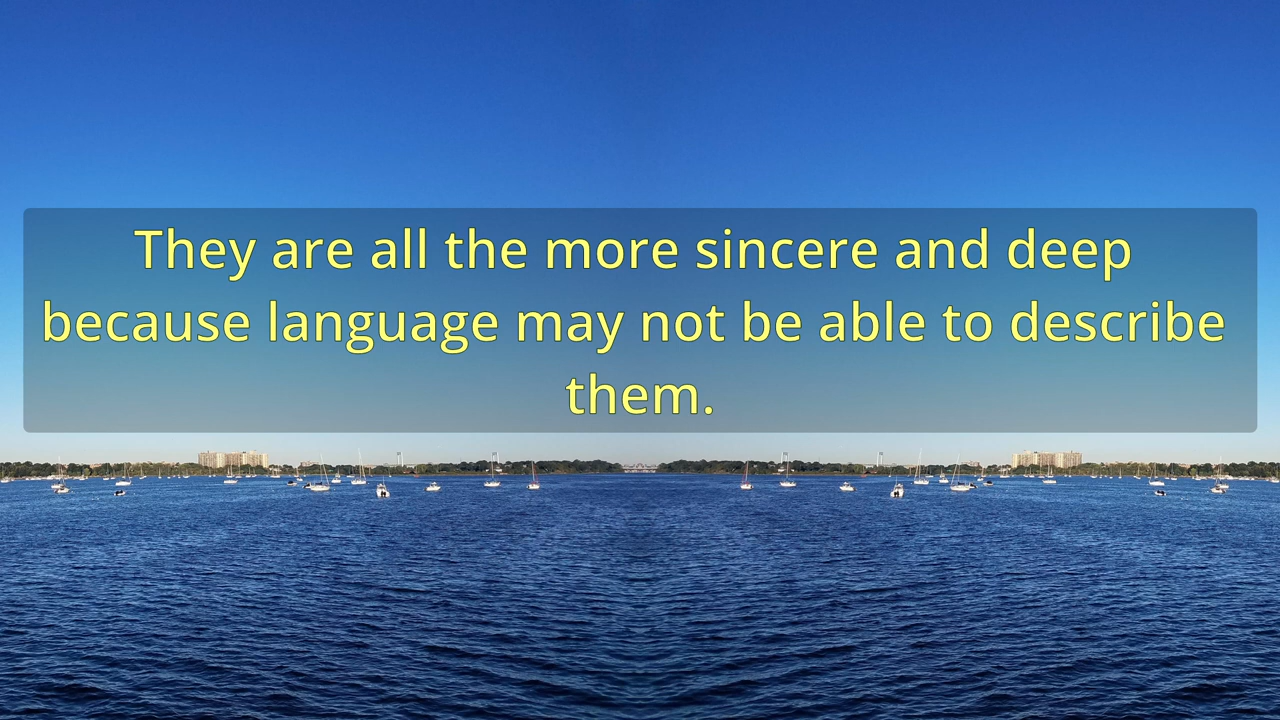 They are all the more sincere and deep
because language may not be able to describe
them.